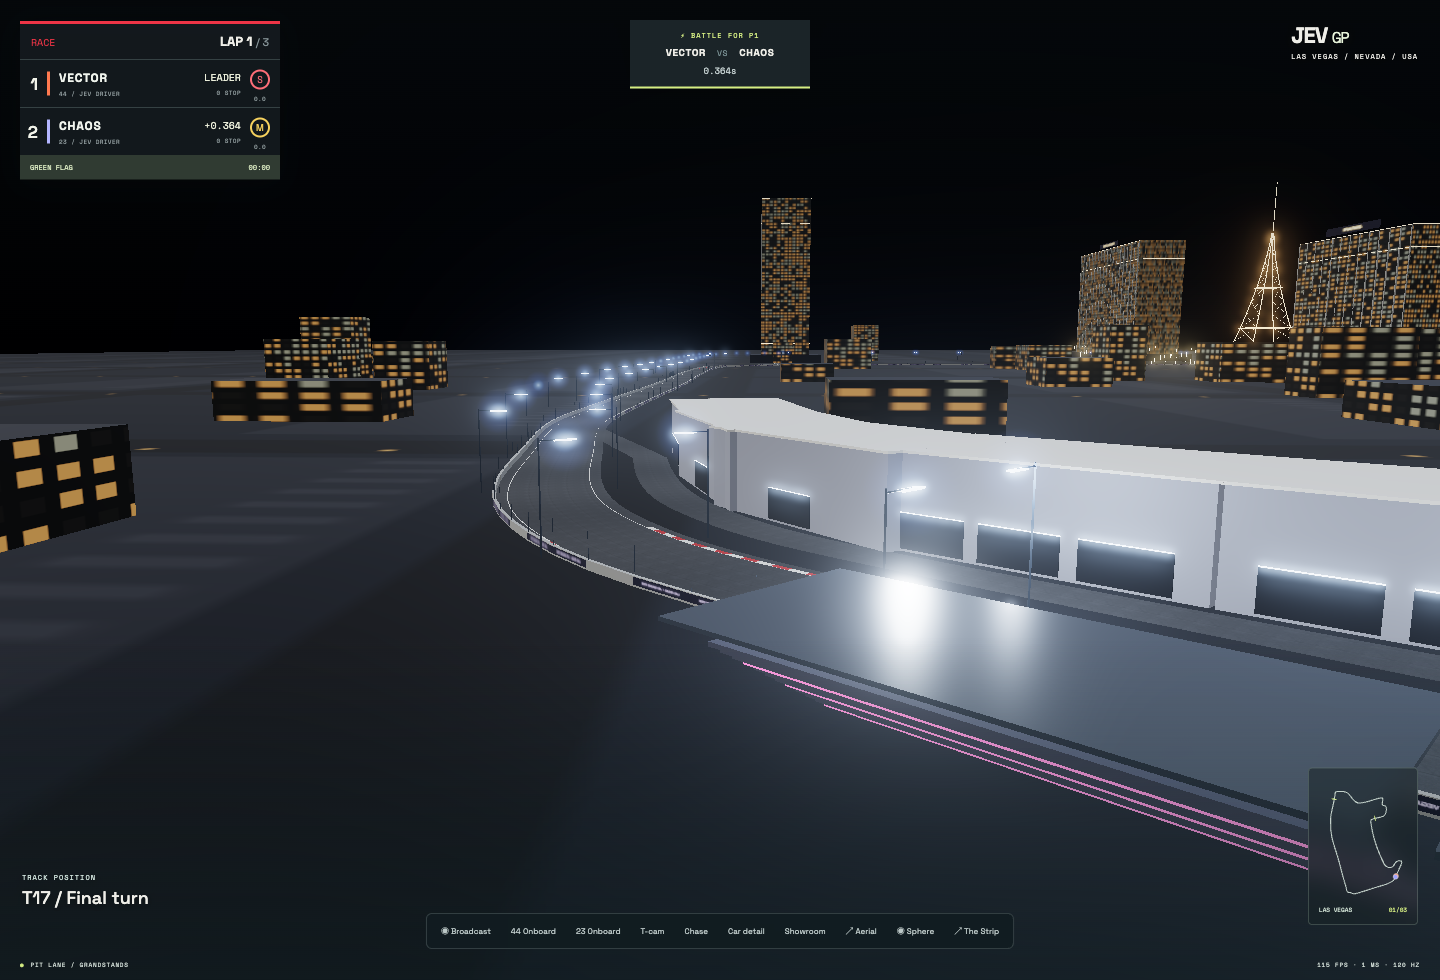 RACE LAP 1 / 3
1 VECTOR LEADER S
44 / JEV DRIVER 0 STOP 0.0
2 CHAOS +0.364 M
23 / JEV DRIVER 0 STOP 0.0
GREEN FLAG 00:00
⚡ BATTLE FOR P1
VECTOR VS CHAOS
0.364s
JEV GP
LAS VEGAS / NEVADA / USA
TRACK POSITION
T17 / Final turn
◉ Broadcast 44 Onboard 23 Onboard T-cam Chase Car detail Showroom ↗ Aerial ◉ Sphere ↗ The Strip
LAS VEGAS 01/03
● PIT LANE / GRANDSTANDS
115 FPS · 1 MS · 120 HZ